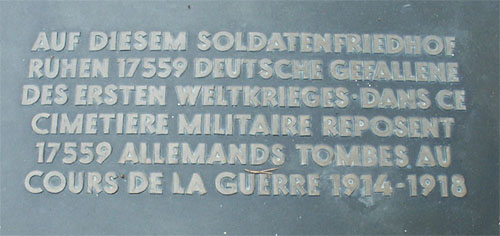 AUF DIESEM SOLDATENFRIEDHOF
RUHEN 17559 DEUTSCHE GEFALLENE
DES ERSTEN WELTKRIEGES·DANS CE
CIMETIERE MILITAIRE REPOSENT
17559 ALLEMANDS TOMBES AU
COURS DE LA GUERRE 1914-1918